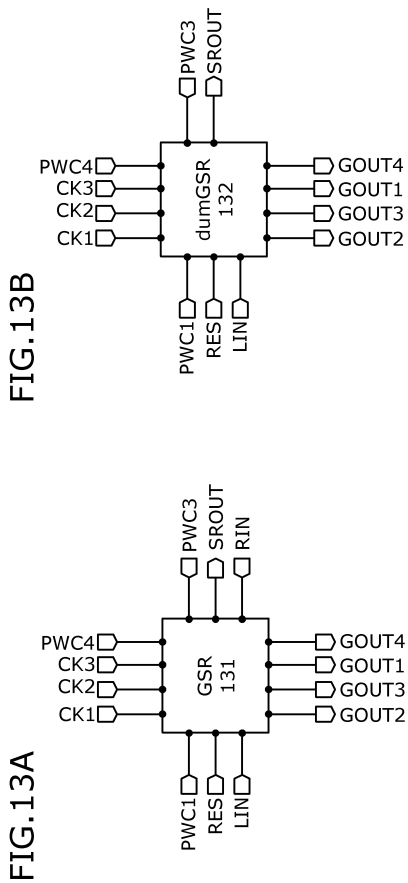 FIG.13B
PWC3
SROUT
PWC4
CK3
CK2
CK1
dumGSR
132
GOUT4
GOUT1
GOUT3
GOUT2
PWC1
RES
LIN
FIG.13A
PWC3
SROUT
RIN
PWC4
CK3
CK2
CK1
GSR
131
GOUT4
GOUT1
GOUT3
GOUT2
PWC1
RES
LIN